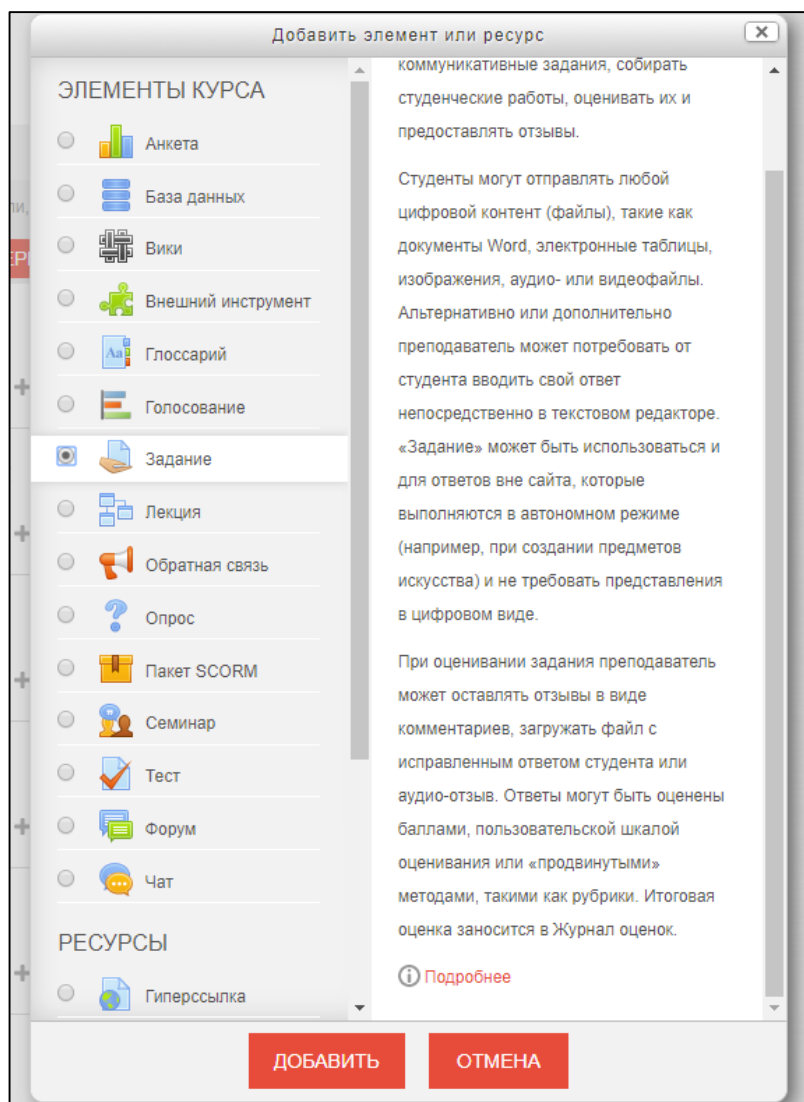 Добавить элемент или ресурс
ЭЛЕМЕНТЫ КУРСА
Анкета
База данных
Вики
Внешний инструмент
Глоссарий
Голосование
Задание
Лекция
Обратная связь
Опрос
Пакет SCORM
Семинар
Тест
Форум
Чат
РЕСУРСЫ
Гиперссылка
коммуникативные задания, собирать
студенческие работы, оценивать их и
предоставлять отзывы.
Студенты могут отправлять любой
цифровой контент (файлы), такие как
документы Word, электронные таблицы,
изображения, аудио- или видеофайлы.
Альтернативно или дополнительно
преподаватель может потребовать от
студента вводить свой ответ
непосредственно в текстовом редакторе.
«Задание» может быть использоваться и
для ответов вне сайта, которые
выполняются в автономном режиме
(например, при создании предметов
искусства) и не требовать представления
в цифровом виде.
При оценивании задания преподаватель
может оставлять отзывы в виде
комментариев, загружать файл с
исправленным ответом студента или
аудио-отзыв. Ответы могут быть оценены
баллами, пользовательской шкалой
оценивания или «продвинутыми»
методами, такими как рубрики. Итоговая
оценка заносится в Журнал оценок.
Подробнее
ДОБАВИТЬ
ОТМЕНА